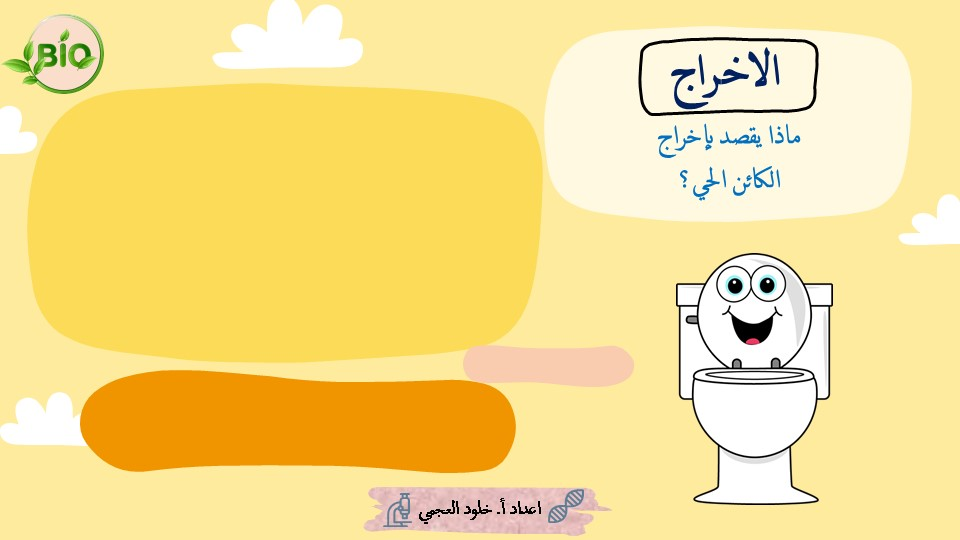 BIO
الاخراج
ماذا يقصد بإخراج
الكائن الحي ؟
اعداد أ. خلود العجمي